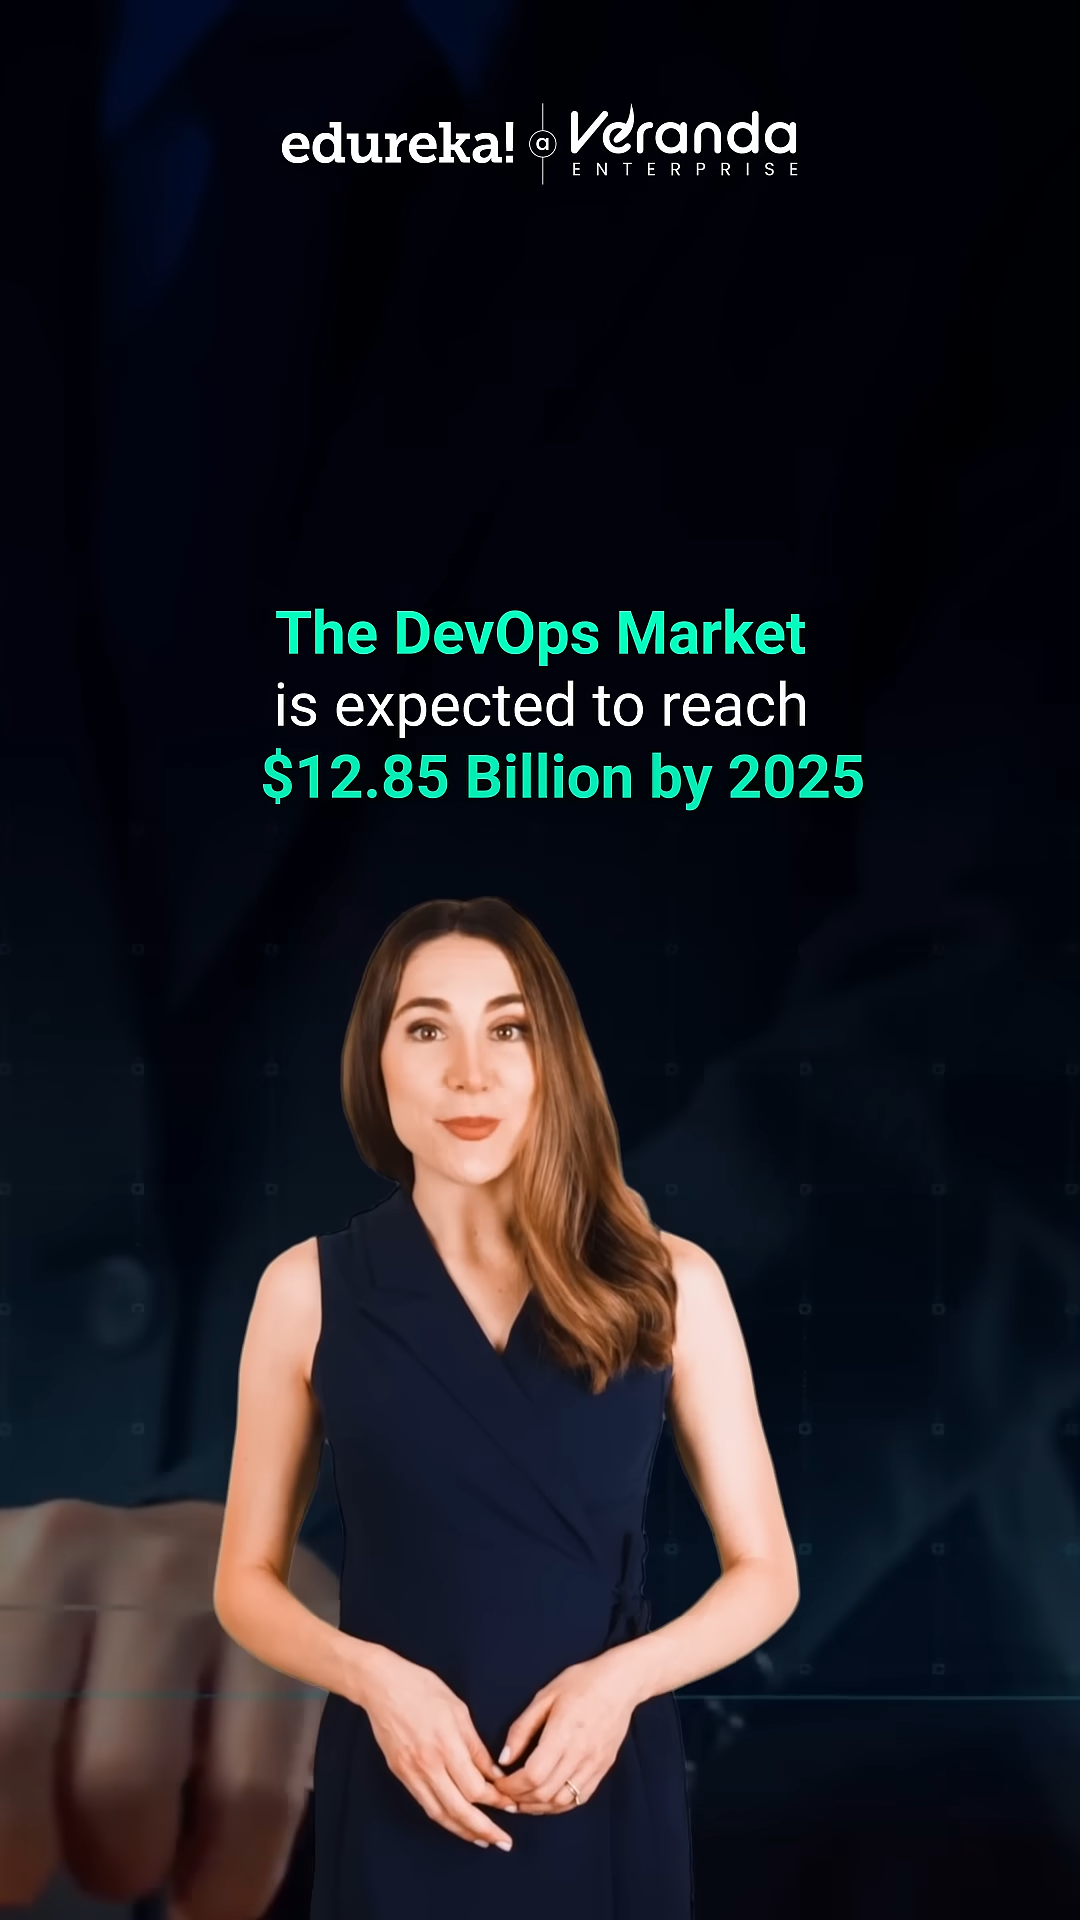 edureka! a Veranda
ENTERPRISE
The DevOps Market
is expected to reach
$12.85 Billion by 2025